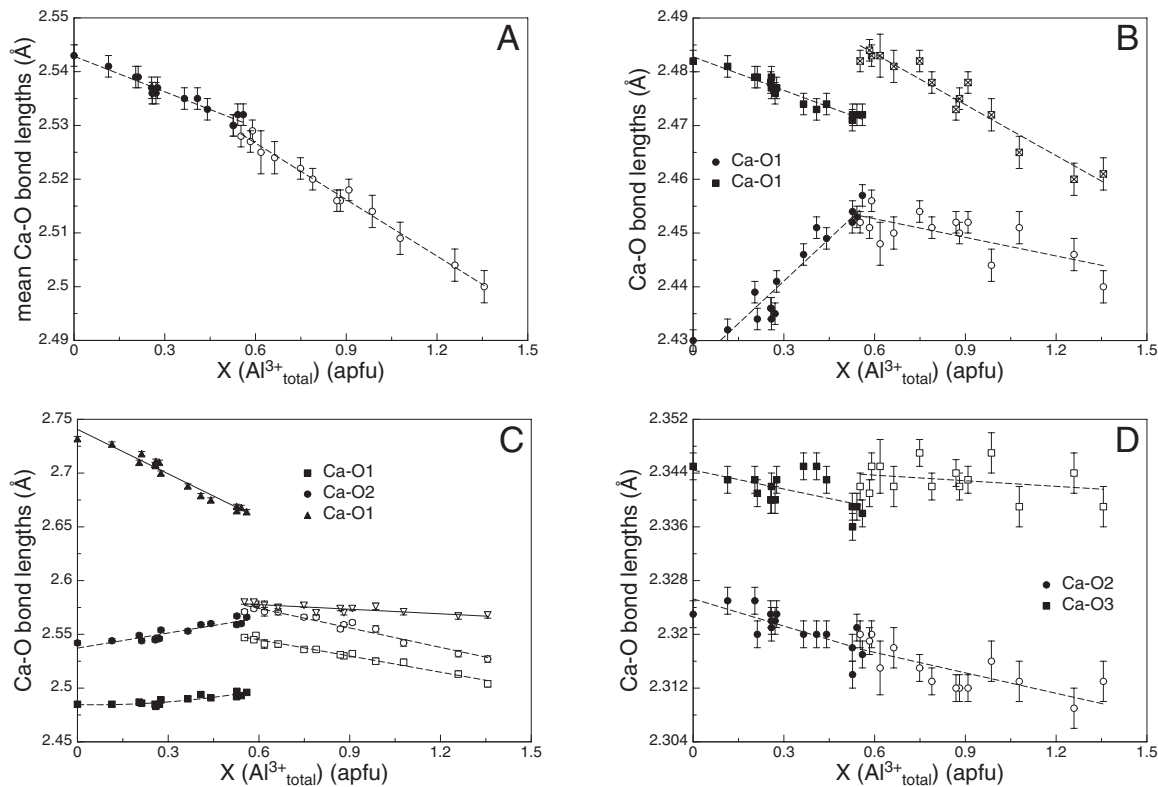 A
mean Ca-O bond lengths (Å)
2.55
2.54
2.53
2.52
2.51
2.5
2.49
0 0.3 0.6 0.9 1.2 1.5
X (Al³⁺total) (apfu)
B
Ca-O bond lengths (Å)
2.49
2.48
2.47
2.46
2.45
2.44
2.43
Ca-O1
Ca-O1
0 0.3 0.6 0.9 1.2 1.5
X (Al³⁺total) (apfu)
C
Ca-O bond lengths (Å)
2.75
2.7
2.65
2.6
2.55
2.5
2.45
Ca-O1
Ca-O2
Ca-O1
0 0.3 0.6 0.9 1.2 1.5
X (Al³⁺total) (apfu)
D
Ca-O bond lengths (Å)
2.352
2.344
2.336
2.328
2.32
2.312
2.304
Ca-O2
Ca-O3
0 0.3 0.6 0.9 1.2 1.5
X (Al³⁺total) (apfu)